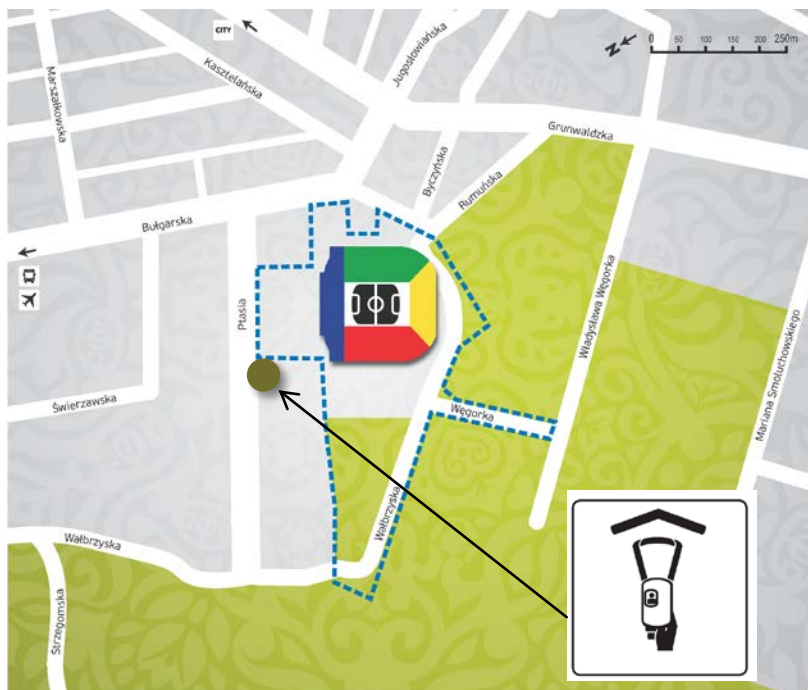 CITY
Jugosłowiańska
N
0 50 100 150 200 250m
Kasztelańska
Marszałkowska
Grunwaldzka
Byczyńska
Rumuńska
Bułgarska
Ptasia
Władysława Węgorka
Mariana Smoluchowskiego
Świerzawska
Węgorka
Wałbrzyska
Wałbrzyska
Strzegomska